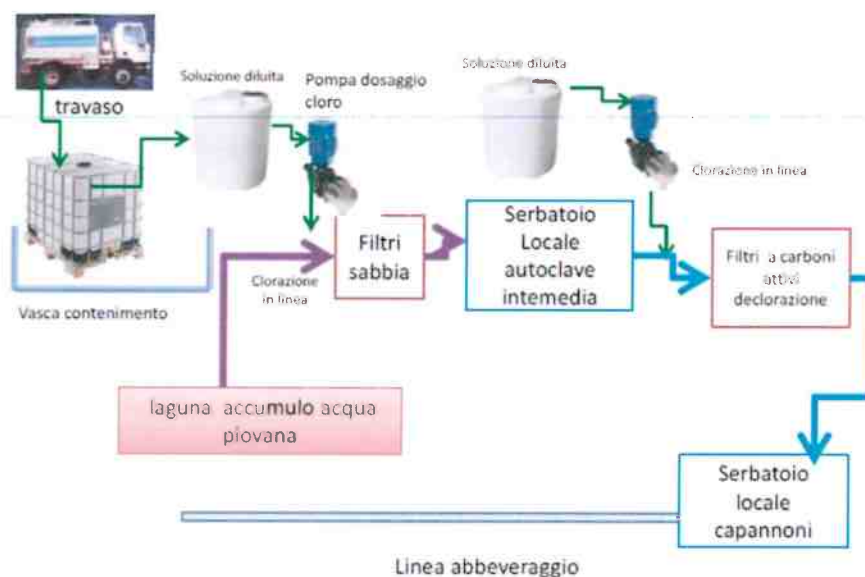 travaso
Soluzione diluita
Pompa dosaggio
cloro
Soluzione diluita
Clorazione in linea
Vasca contenimento
Clorazione
in linea
Filtri
sabbia
Serbatoio
Locale
autoclave
intemedia
Filtri a carboni
attivi
declorazione
laguna accumulo acqua
piovana
Serbatoio
locale
capannoni
Linea abbeveraggio